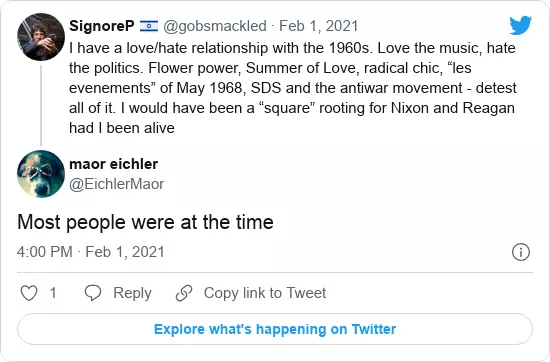 SignoreP 🇮🇱 @gobsmackled · Feb 1, 2021
I have a love/hate relationship with the 1960s. Love the music, hate
the politics. Flower power, Summer of Love, radical chic, “les
evenements” of May 1968, SDS and the antiwar movement - detest
all of it. I would have been a “square” rooting for Nixon and Reagan
had I been alive
maor eichler
@EichlerMaor
Most people were at the time
4:00 PM · Feb 1, 2021
1 Reply Copy link to Tweet
Explore what's happening on Twitter